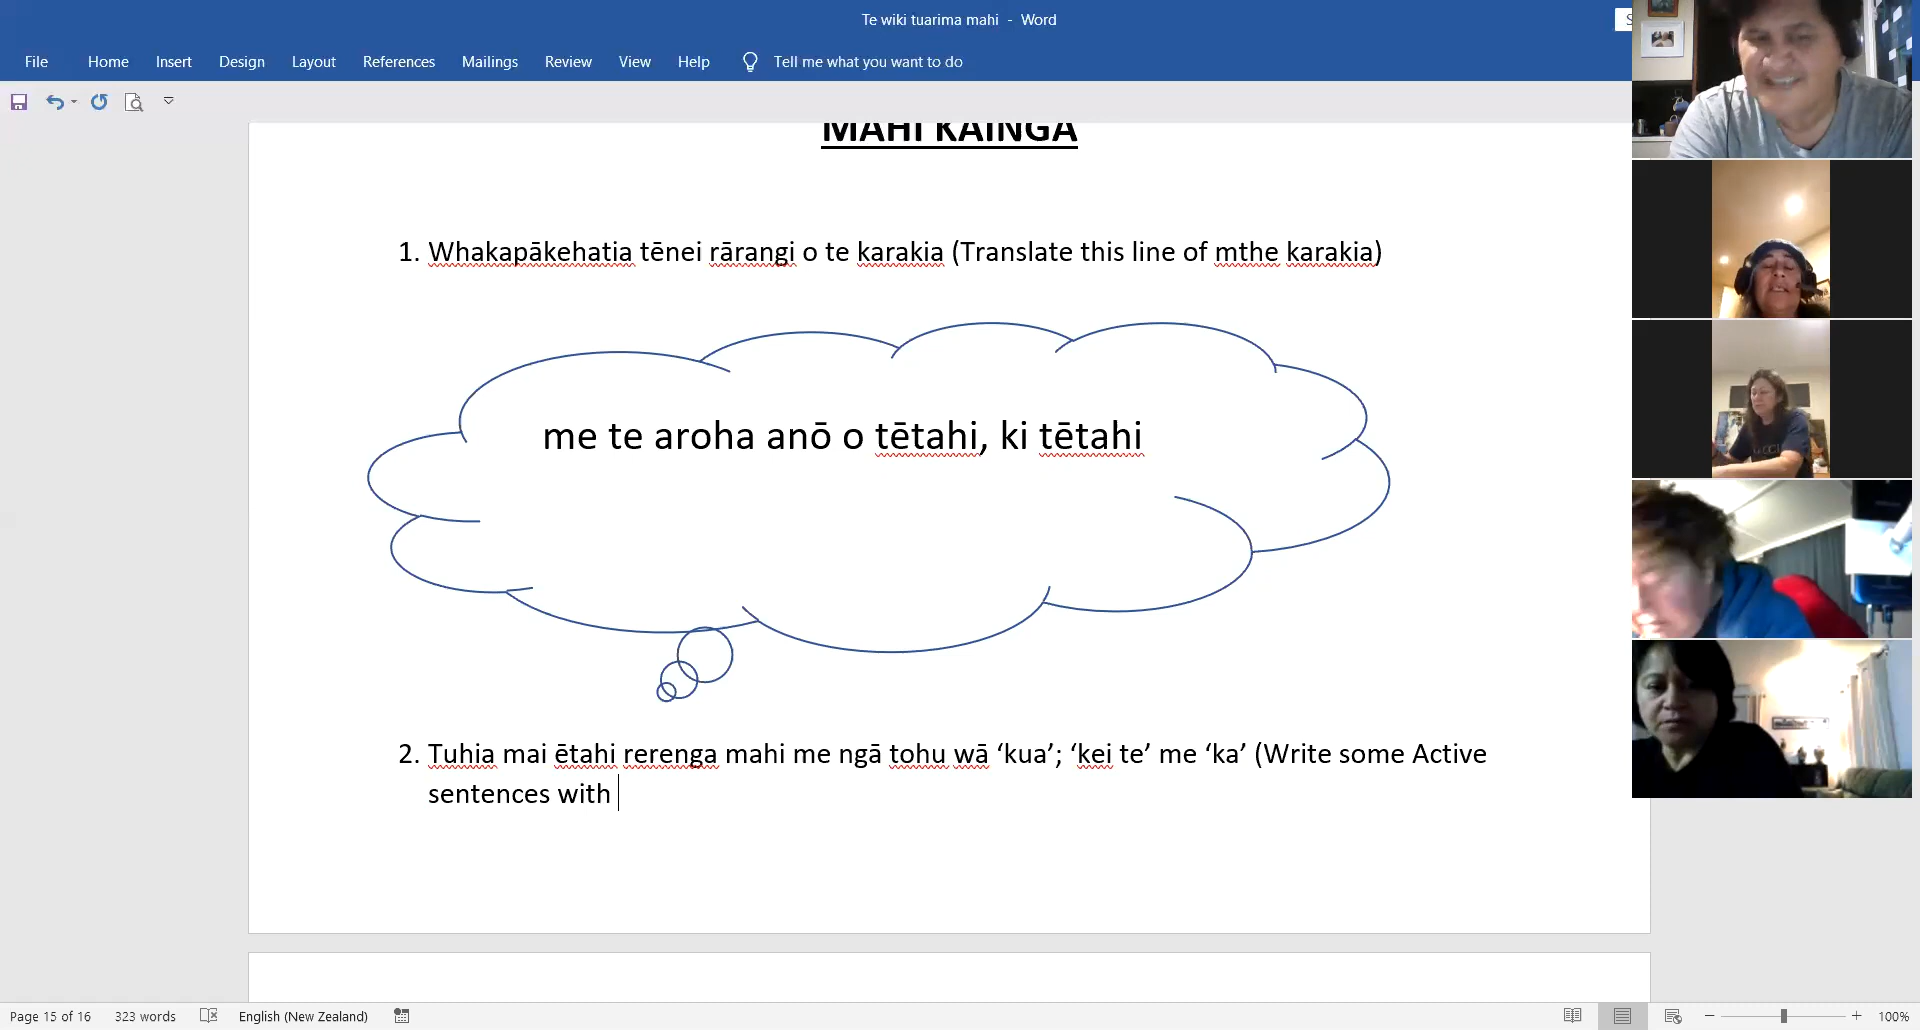 Te wiki tuarima mahi - Word
File Home Insert Design Layout References Mailings Review View Help Tell me what you want to do
MAHI KAINGA
1. Whakapākehatia tēnei rārangi o te karakia (Translate this line of mthe karakia)
me te aroha anō o tētahi, ki tētahi
2. Tuhia mai ētahi rerenga mahi me ngā tohu wā ‘kua’; ‘kei te’ me ‘ka’ (Write some Active
sentences with
Page 15 of 16 323 words English (New Zealand) 100%